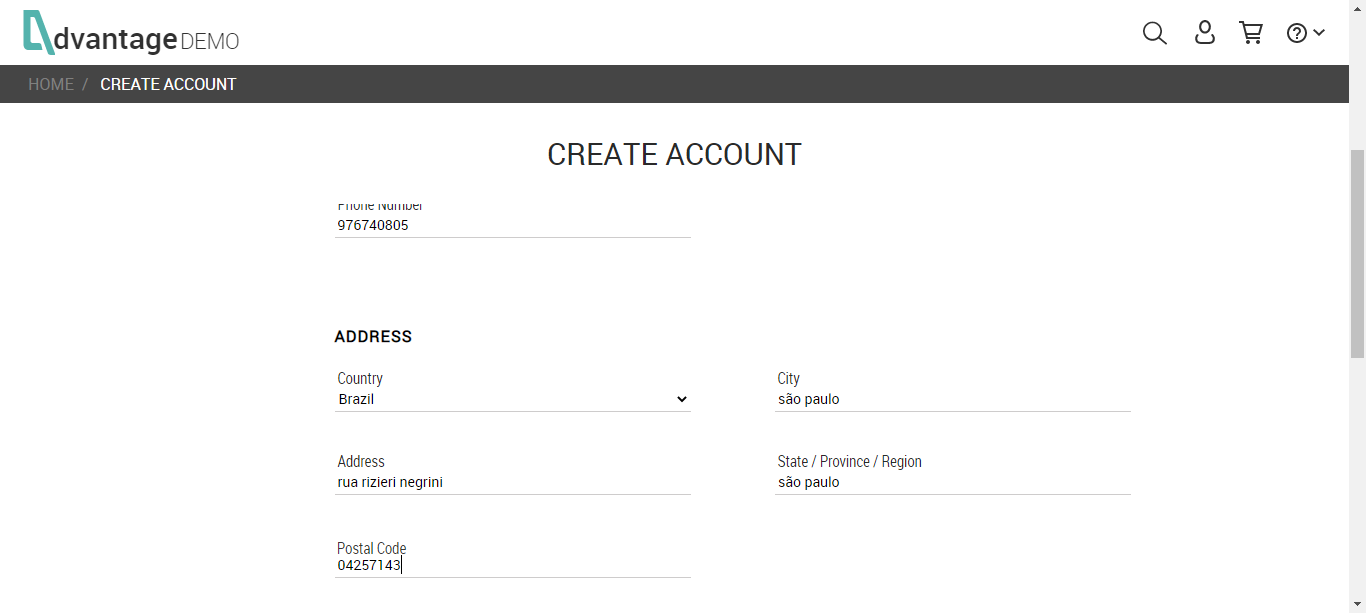 dvantage DEMO
HOME / CREATE ACCOUNT
CREATE ACCOUNT
Phone Number
976740805
ADDRESS
Country
Brazil
City
são paulo
Address
rua rizieri negrini
State / Province / Region
são paulo
Postal Code
04257143